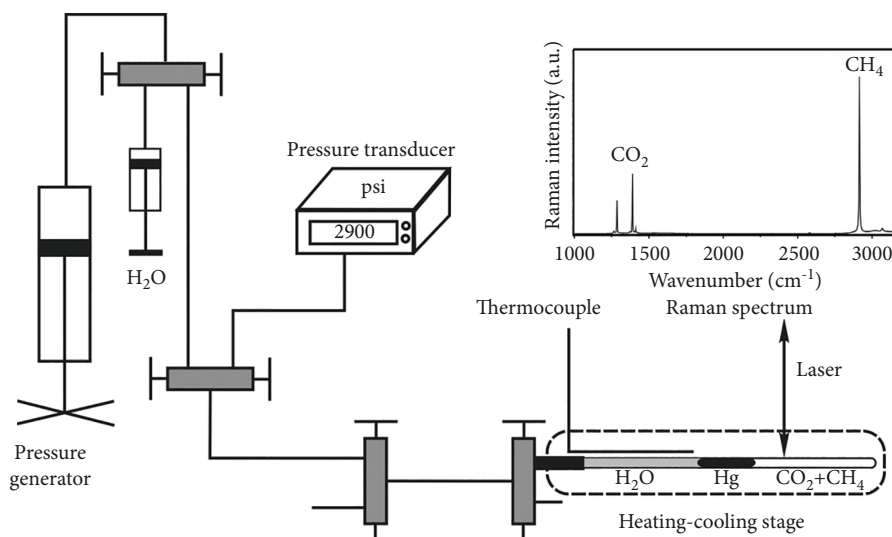 H₂O
Pressure
generator
Pressure transducer
psi
2900
Raman intensity (a.u.)
CO₂
CH₄
1000
1500
2000
2500
3000
Wavenumber (cm⁻¹)
Raman spectrum
Thermocouple
Laser
H₂O
Hg
CO₂+CH₄
Heating-cooling stage